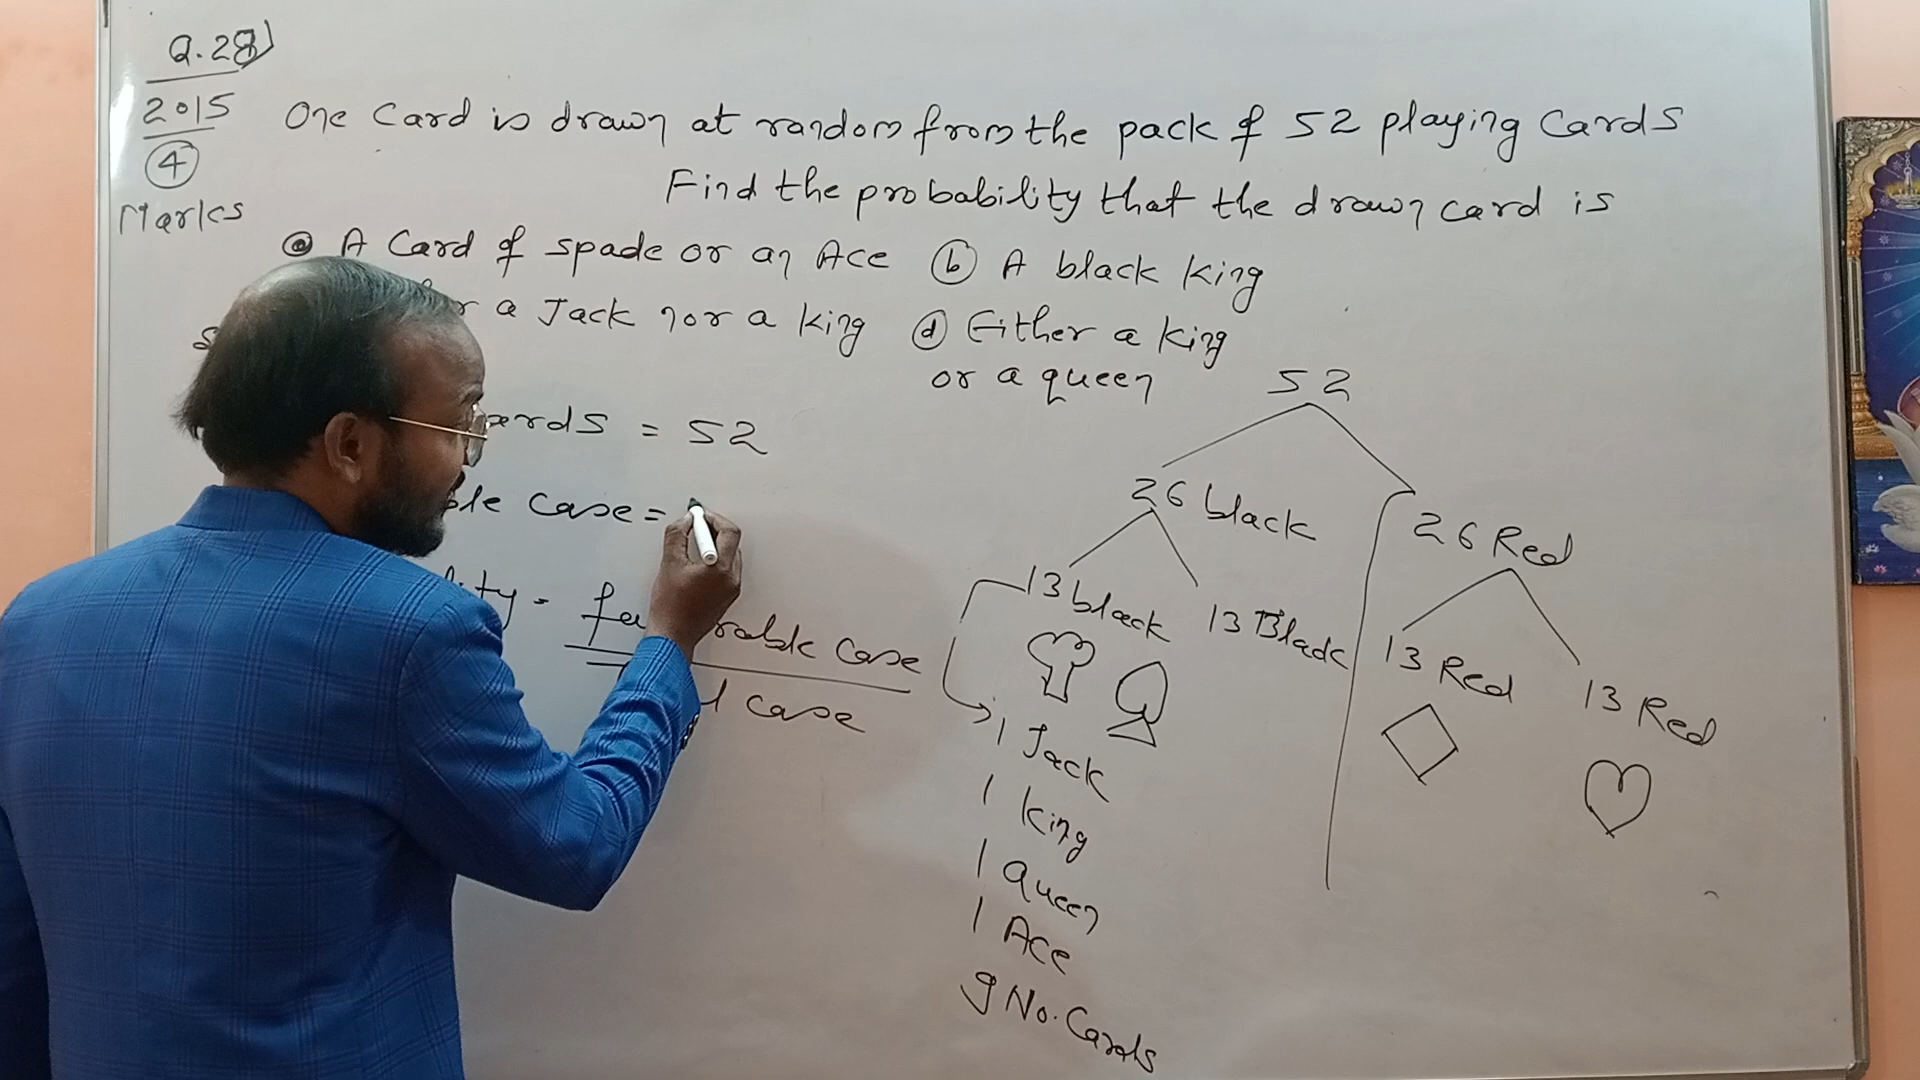 Q.28)
2015
4
Marks
One Card is drawn at random from the pack of 52 playing Cards
Find the probability that the drawn card is
a A Card of spade or an Ace b A black King
a Jack nor a king d Either a king
or a queen
= 52
Case =
Case
Case
52
26 black
26 Red
13 black
13 Black
13 Red
13 Red
1 Jack
1 King
1 Queen
1 Ace
9 No. Cards